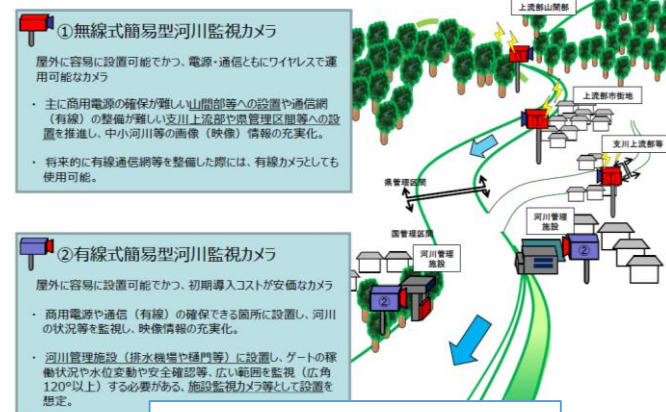 ①無線式簡易型河川監視カメラ
屋外に容易に設置可能でかつ、電源・通信ともにワイヤレスで運
用可能なカメラ
・ 主に商用電源の確保が難しい山間部等への設置や通信網
（有線）の整備が難しい支川上流部や県管理区間等への設
置を推進し、中小河川等の画像（映像）情報の充実化。
・ 将来的に有線通信網等を整備した際には、有線カメラとしても
使用可能。
②有線式簡易型河川監視カメラ
屋外に容易に設置可能でかつ、初期導入コストが安価なカメラ
・ 商用電源や通信（有線）の確保できる箇所に設置し、河川
の状況等を監視し、映像情報の充実化。
・ 河川管理施設（排水機場や樋門等）に設置し、ゲートの稼
働状況や水位変動や安全確認等、広い範囲を監視（広角
120°以上）する必要がある、施設監視カメラ等として設置を
想定。
上流部山間部
①
上流部市街地
①
支川上流部等
①
県管理区間
国管理区間
河川管理
施設
②
河川管理
施設
②